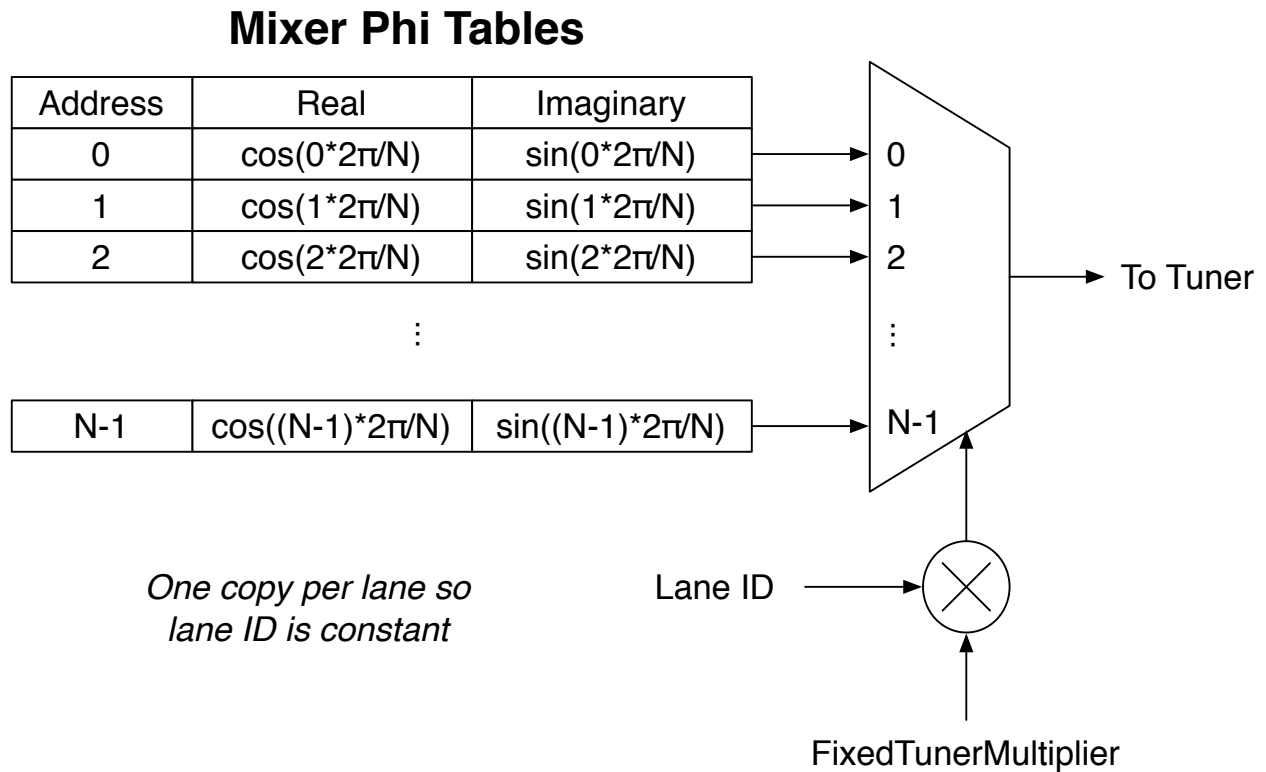 Mixer Phi Tables
Address Real Imaginary
0 cos(0*2π/N) sin(0*2π/N) 0
1 cos(1*2π/N) sin(1*2π/N) 1
2 cos(2*2π/N) sin(2*2π/N) 2
To Tuner
⋮ ⋮
N-1 cos((N-1)*2π/N) sin((N-1)*2π/N) N-1
One copy per lane so
lane ID is constant
Lane ID
FixedTunerMultiplier